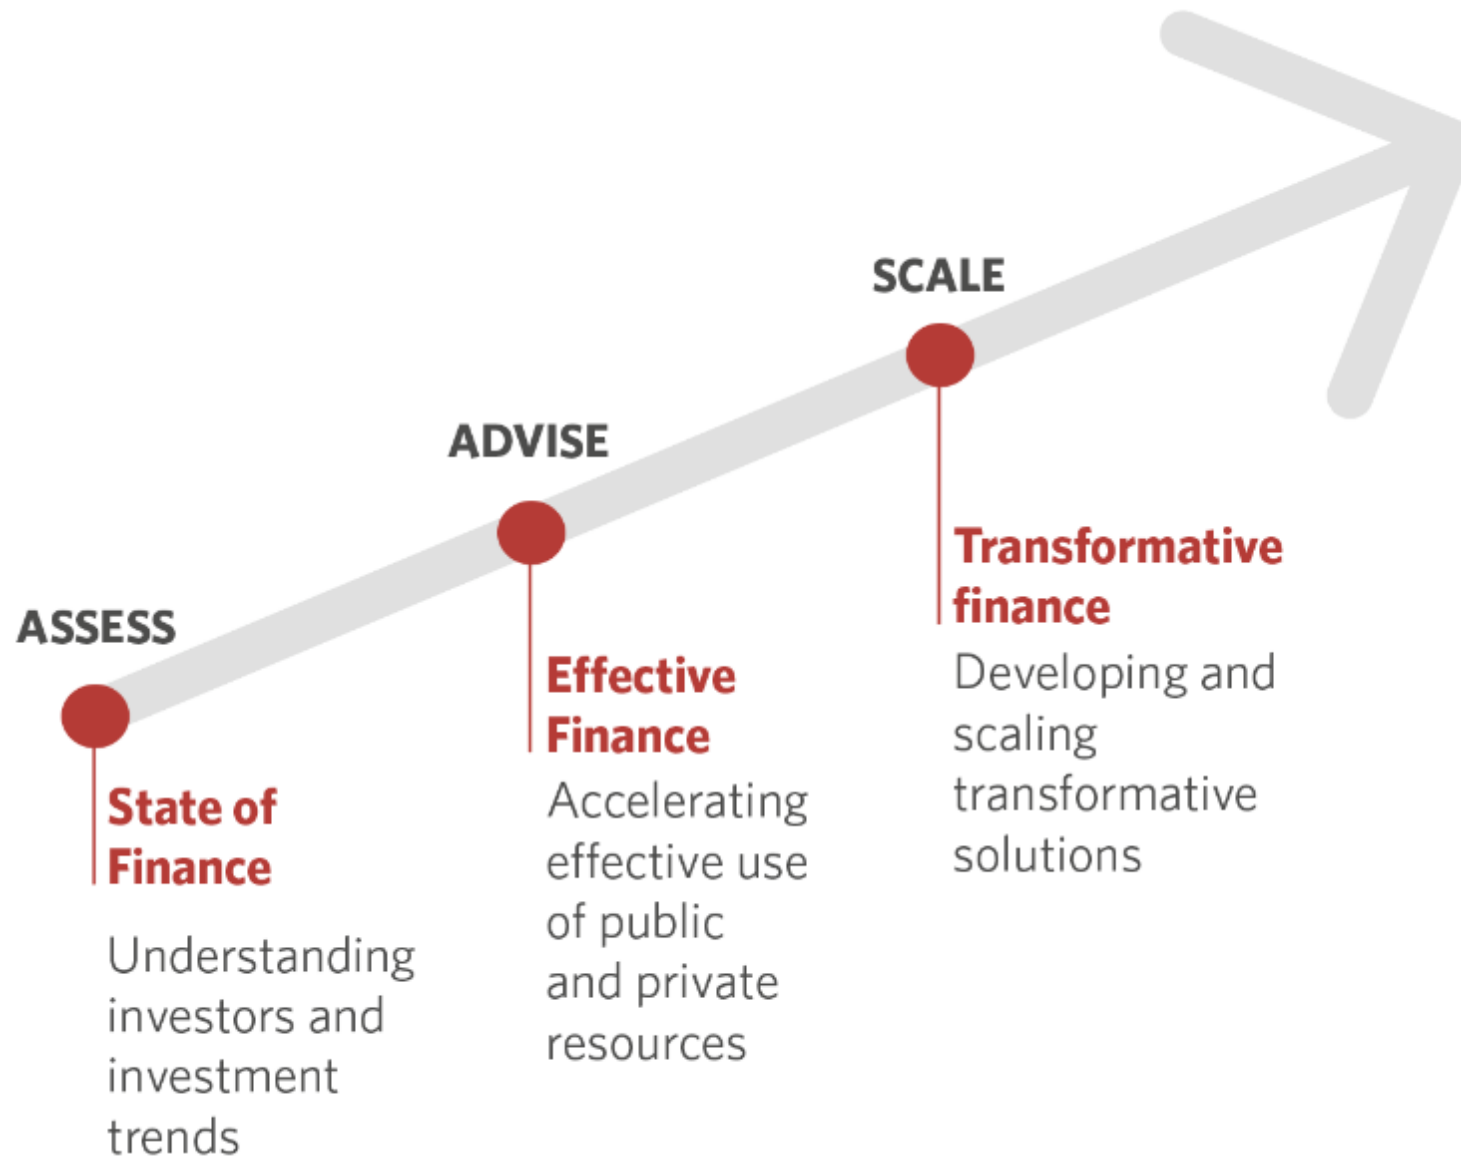 ASSESS
State of
Finance
Understanding
investors and
investment
trends
ADVISE
Effective
Finance
Accelerating
effective use
of public
and private
resources
SCALE
Transformative
finance
Developing and
scaling
transformative
solutions